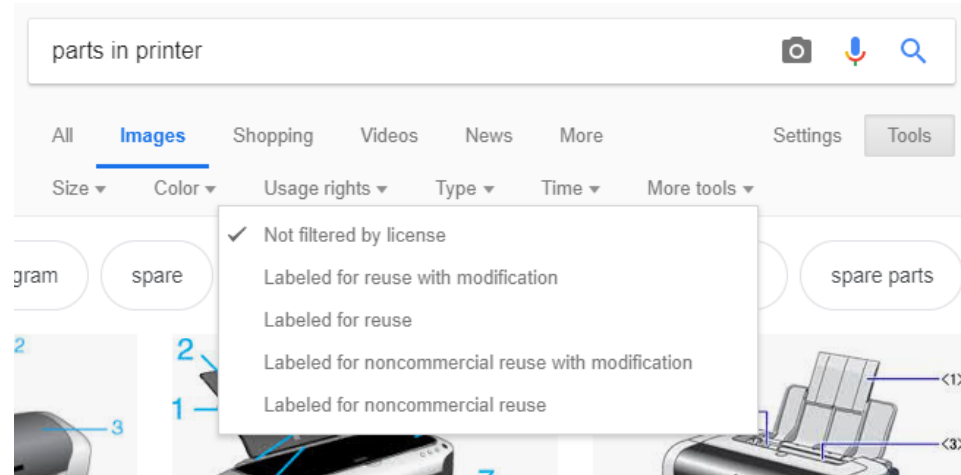 parts in printer
All Images Shopping Videos News More Settings Tools
Size Color Usage rights Type Time More tools
Not filtered by license
gram spare spare parts
Labeled for reuse with modification
Labeled for reuse
2 2
Labeled for noncommercial reuse with modification
<1>
1 Labeled for noncommercial reuse
3
<3>